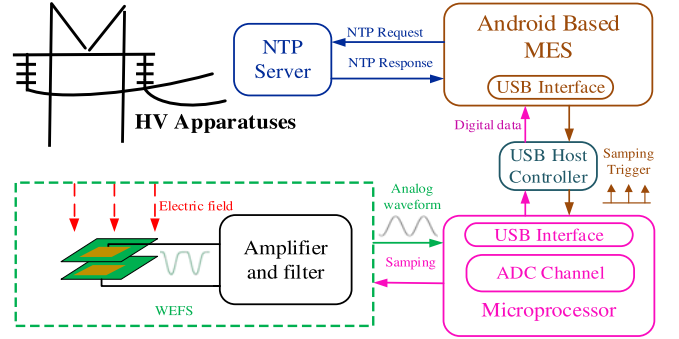 NTP
Server
NTP Request
NTP Response
Android Based
MES
USB Interface
HV Apparatuses
Digital data
USB Host
Controller
Samping
Trigger
Electric field
Amplifier
and filter
WEFS
Analog
waveform
Samping
USB Interface
ADC Channel
Microprocessor